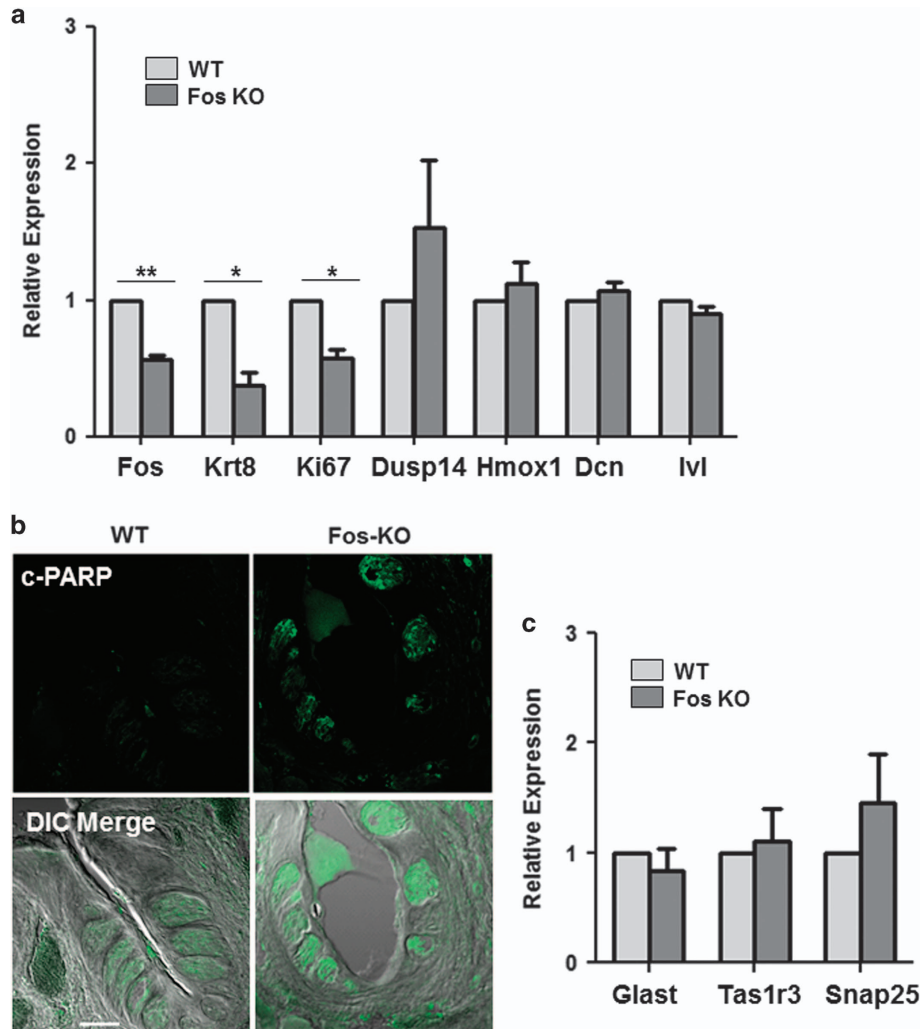 a
3
2
1
0
Relative Expression
WT
Fos KO
**
*
*
Fos
Krt8
Ki67
Dusp14
Hmox1
Dcn
Ivl
b
WT
Fos-KO
c-PARP
DIC Merge
c
3
2
1
0
Relative Expression
WT
Fos KO
Glast
Tas1r3
Snap25